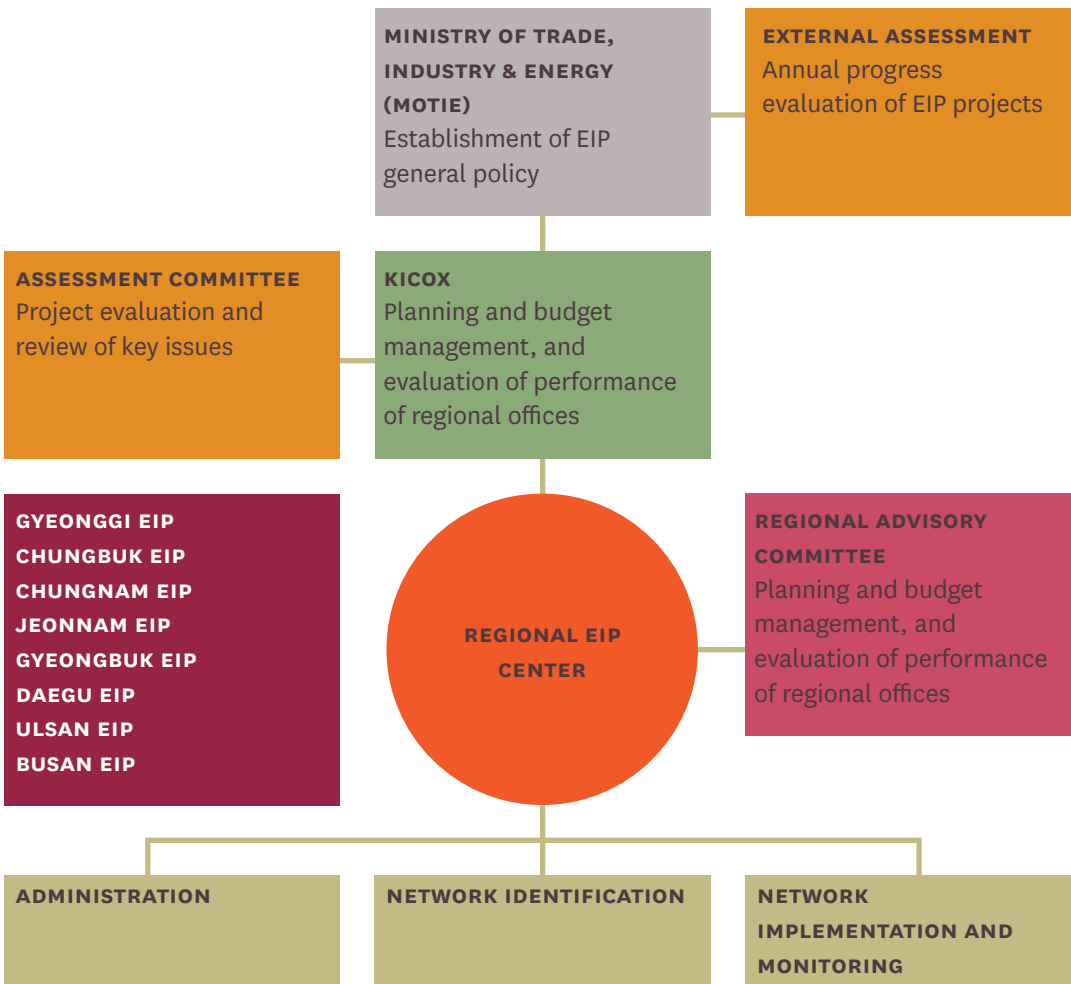 MINISTRY OF TRADE,
INDUSTRY & ENERGY
(MOTIE)
Establishment of EIP
general policy
EXTERNAL ASSESSMENT
Annual progress
evaluation of EIP projects
ASSESSMENT COMMITTEE
Project evaluation and
review of key issues
KICOX
Planning and budget
management, and
evaluation of performance
of regional offices
GYEONGGI EIP
CHUNGBUK EIP
CHUNGNAM EIP
JEONNAM EIP
GYEONGBUK EIP
DAEGU EIP
ULSAN EIP
BUSAN EIP
REGIONAL EIP
CENTER
REGIONAL ADVISORY
COMMITTEE
Planning and budget
management, and
evaluation of performance
of regional offices
ADMINISTRATION
NETWORK IDENTIFICATION
NETWORK
IMPLEMENTATION AND
MONITORING